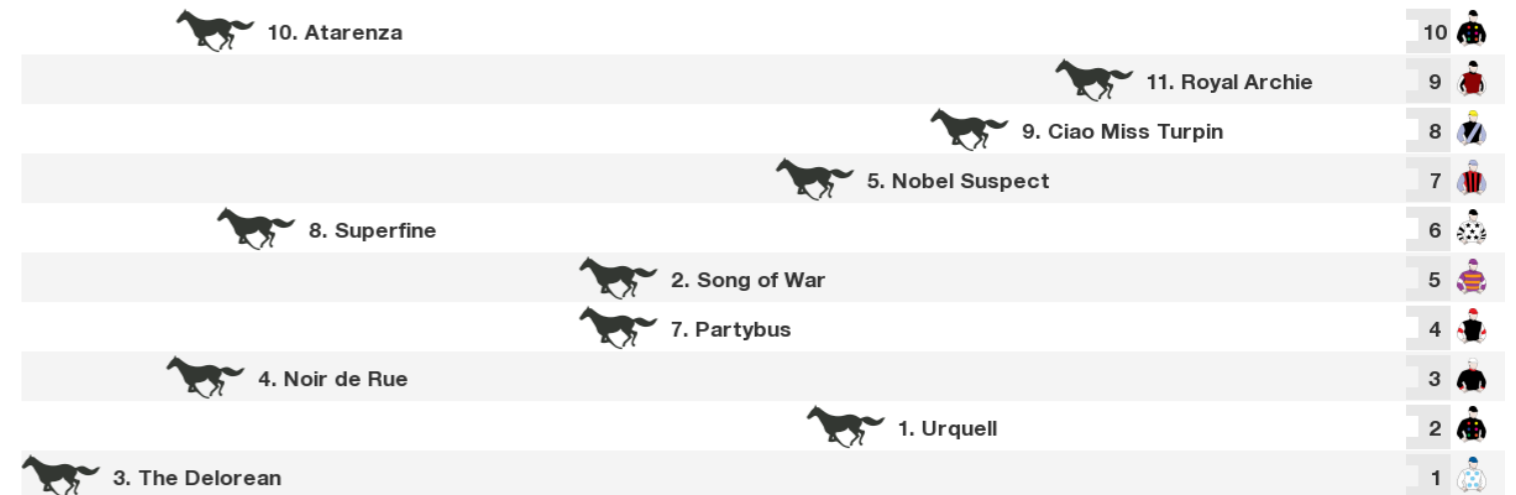 10. Atarenza 10
11. Royal Archie 9
9. Ciao Miss Turpin 8
5. Nobel Suspect 7
8. Superfine 6
2. Song of War 5
7. Partybus 4
4. Noir de Rue 3
1. Urquell 2
3. The Delorean 1